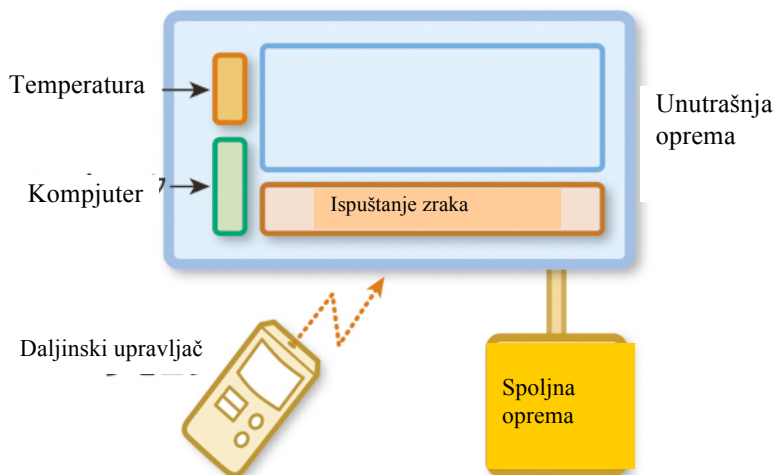 Temperatura
Unutrašnja
oprema
Kompjuter
Ispuštanje zraka
Daljinski upravljač
Spoljna
oprema